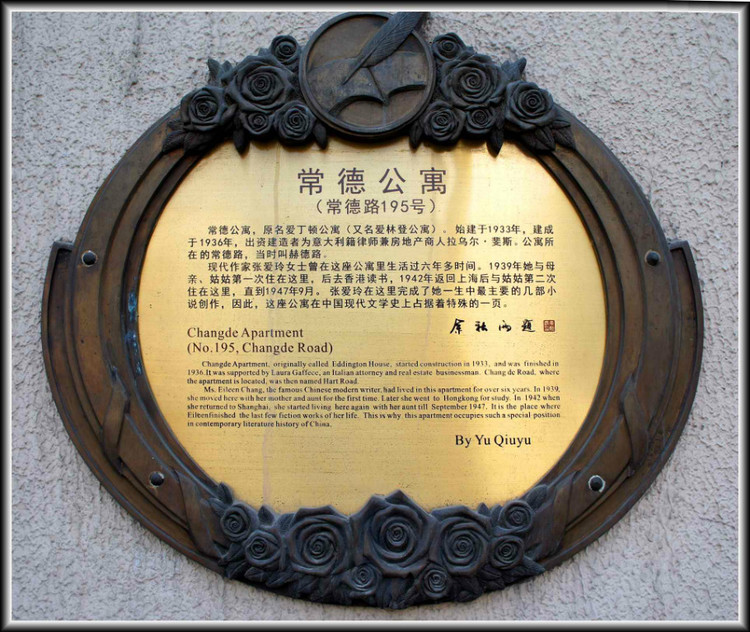 常德公寓
（常德路195号）
常德公寓，原名爱丁顿公寓（又名爱林登公寓）。始建于1933年，建成
于1936年，出资建造者为意大利籍律师兼房地产商人拉乌尔·斐斯。公寓所
在的常德路，当时叫赫德路。
现代作家张爱玲女士曾在这座公寓里生活过六年多时间。1939年她与母
亲、姑姑第一次住在这里，后去香港读书，1942年返回上海后与姑姑第二次
住在这里，直到1947年9月。张爱玲在这里完成了她一生中最主要的几部小
说创作，因此，这座公寓在中国现代文学史上占据着特殊的一页。
余秋雨题
Changde Apartment
(No.195, Changde Road)
Changde Apartment, originally called Eddington House, started construction in 1933, and was finished in
1936.It was supported by Laura Gaffece, an Italian attorney and real estate businessman. Chang de Road, where
the apartment is located, was then named Hart Road.
Ms. Eileen Chang, the famous Chinese modern writer, had lived in this apartment for over six years. In 1939,
she moved here with her mother and aunt for the first time. Later she went to Hongkong for study. In 1942 when
she returned to Shanghai, she started living here again with her aunt till September 1947. It is the place where
Eilteenfinished the last few fiction works of her life. This is why this apartment occupies such a special position
in contemporary literature history of China.
By Yu Qiuyu